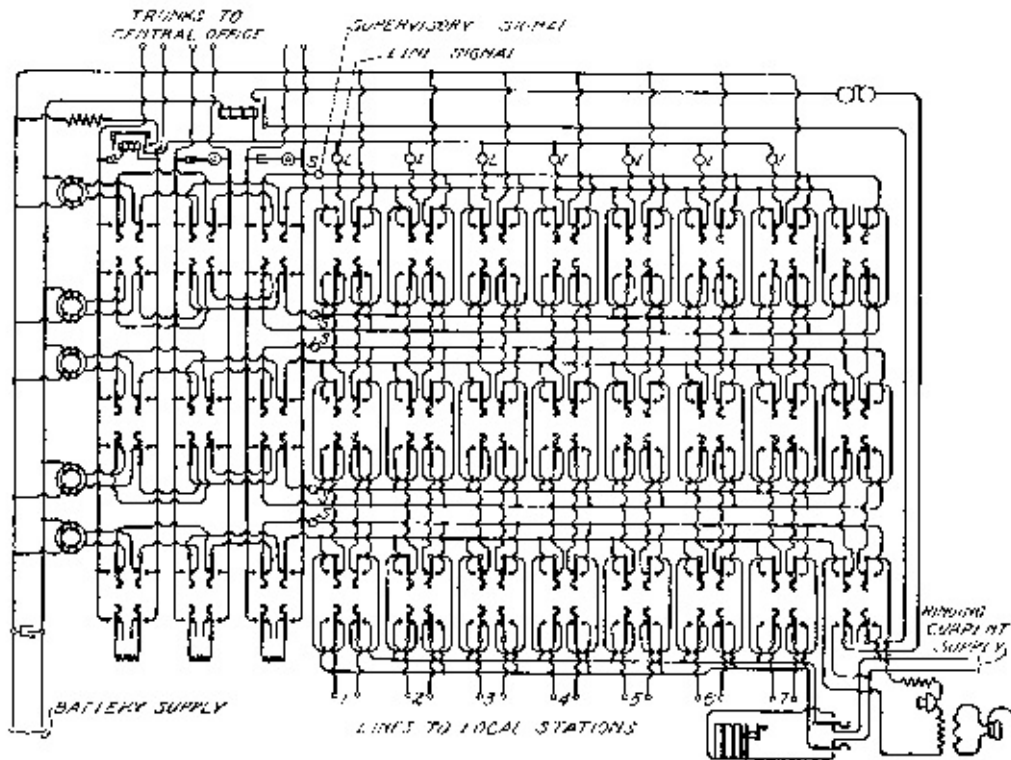 TRUNKS TO
CENTRAL OFFICE
SUPERVISORY SIGNAL
LINE SIGNAL
S L L L L L L L
S
S
S
S
RINGING
CURRENT
SUPPLY
1 2 3 4 5 6 7
BATTERY SUPPLY
LINES TO LOCAL STATIONS